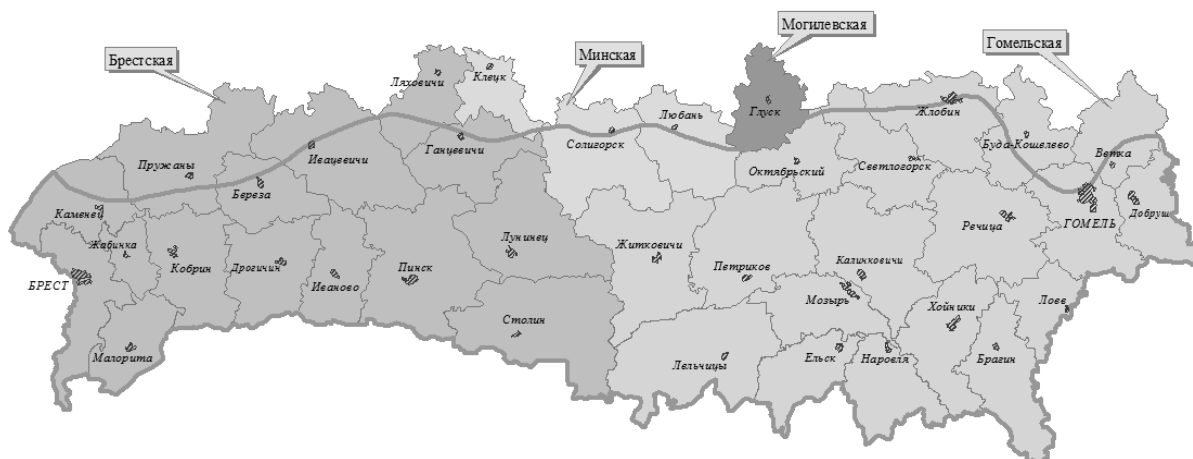 Могилевская
Брестская
Минская
Гомельская
Ляховичи
Клецк
Глуск
Жлобин
Любань
Солигорск
Ганцевичи
Ивацевичи
Буда-Кошелево
Ветка
Пружаны
Береза
Октябрьский
Светлогорск
Каменец
Речица
ГОМЕЛЬ
Добруш
Жабинка
Кобрин
Дрогичин
Иваново
Пинск
Лунинец
Житковичи
Петриков
Калинковичи
БРЕСТ
Мозырь
Хойники
Лоев
Столин
Малорита
Лельчицы
Ельск
Наровля
Брагин